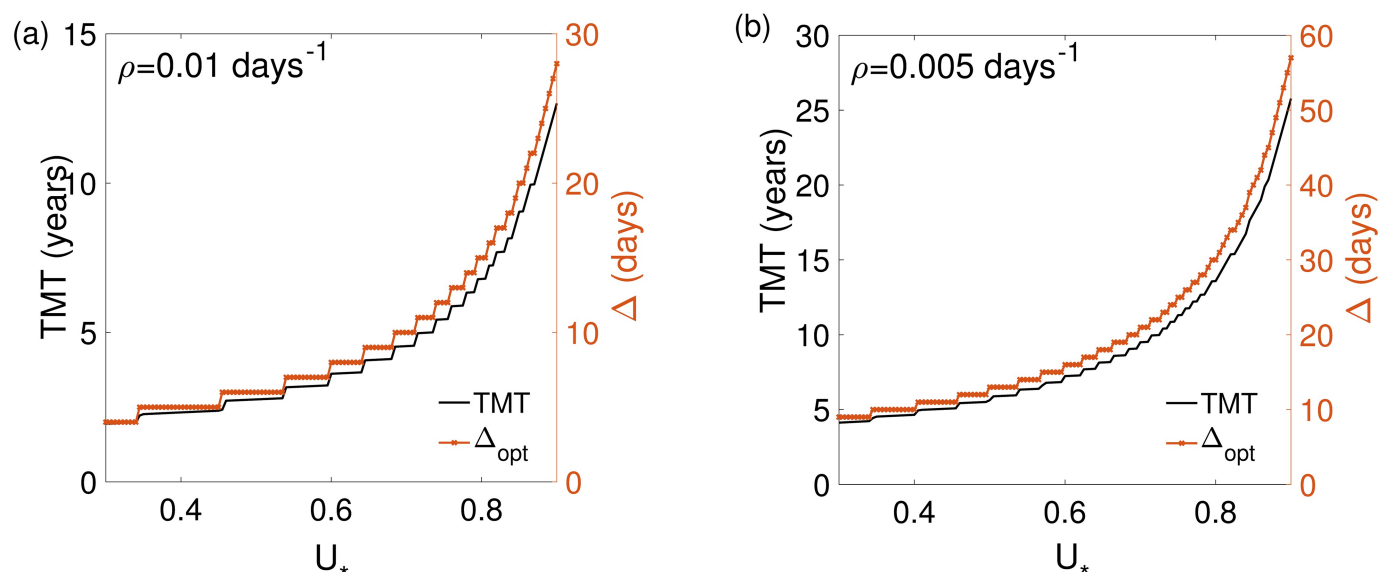 (a)
ρ=0.01 days⁻¹
15
10
5
0
TMT (years)
30
20
10
0
Δ (days)
0.4
0.6
0.8
U*
TMT
Δopt
(b)
ρ=0.005 days⁻¹
30
25
20
15
10
5
0
TMT (years)
60
50
40
30
20
10
0
Δ (days)
0.4
0.6
0.8
U*
TMT
Δopt